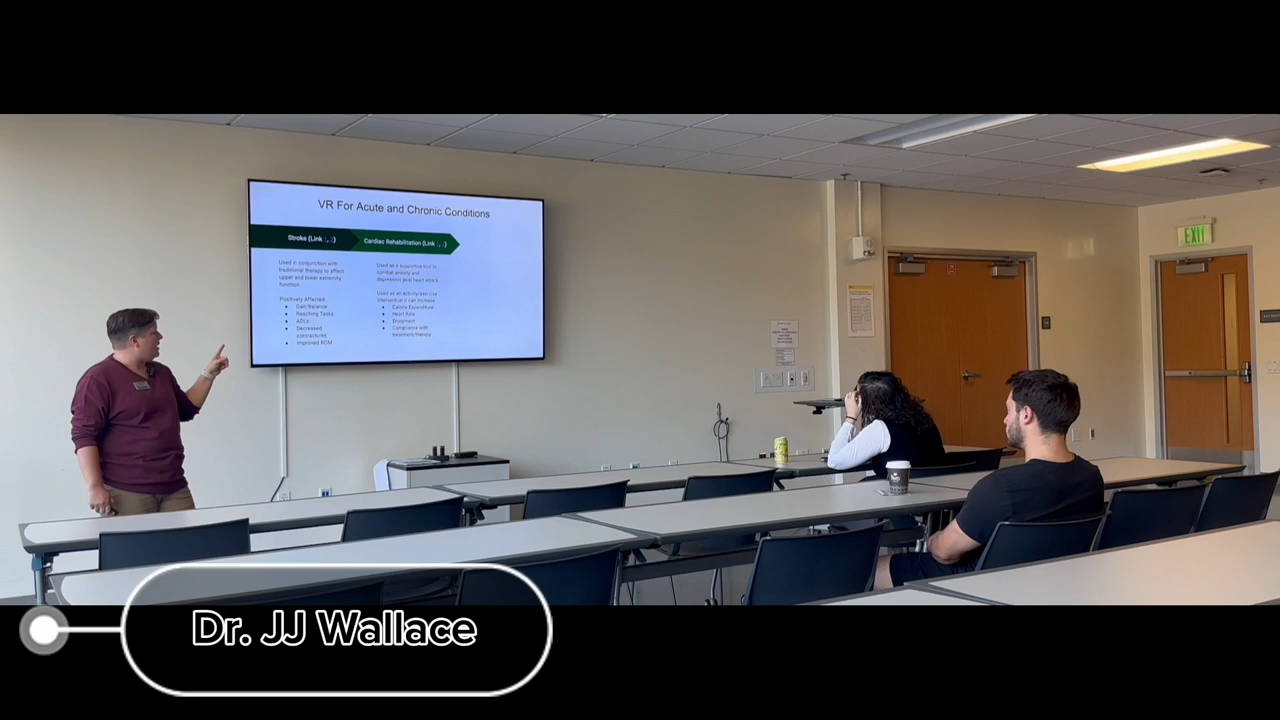 VR For Acute and Chronic Conditions
Stroke (Link
Cardiac Rehabilitation (Link
Used in conjunction with
traditional therapy to affect
upper and lower extremity
function.
Positively Affected:
Gait/Balance
Reaching Tasks
ADLs
Decreased
contractures
Improved ROM
Used as a supportive tool to
combat anxiety and
depression post heart attack
Used as an activity/exercise
intervention it can increase
Calorie Expenditure
Heart Rate
Enjoyment
Compliance with
treatment/therapy
EXIT
Dr. JJ Wallace